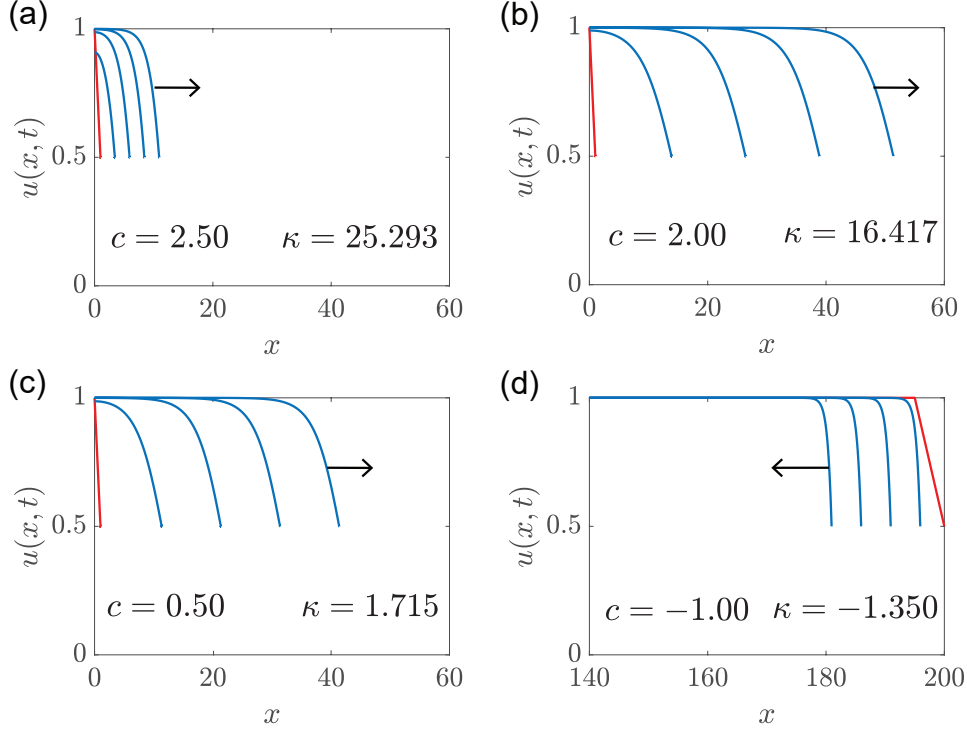 (a)
1
0.5
0
u(x, t)
c = 2.50
κ = 25.293
0 20 40 60
x
(b)
1
0.5
0
u(x, t)
c = 2.00
κ = 16.417
0 20 40 60
x
(c)
1
0.5
0
u(x, t)
c = 0.50
κ = 1.715
0 20 40 60
x
(d)
1
0.5
0
u(x, t)
c = −1.00
κ = −1.350
140 160 180 200
x